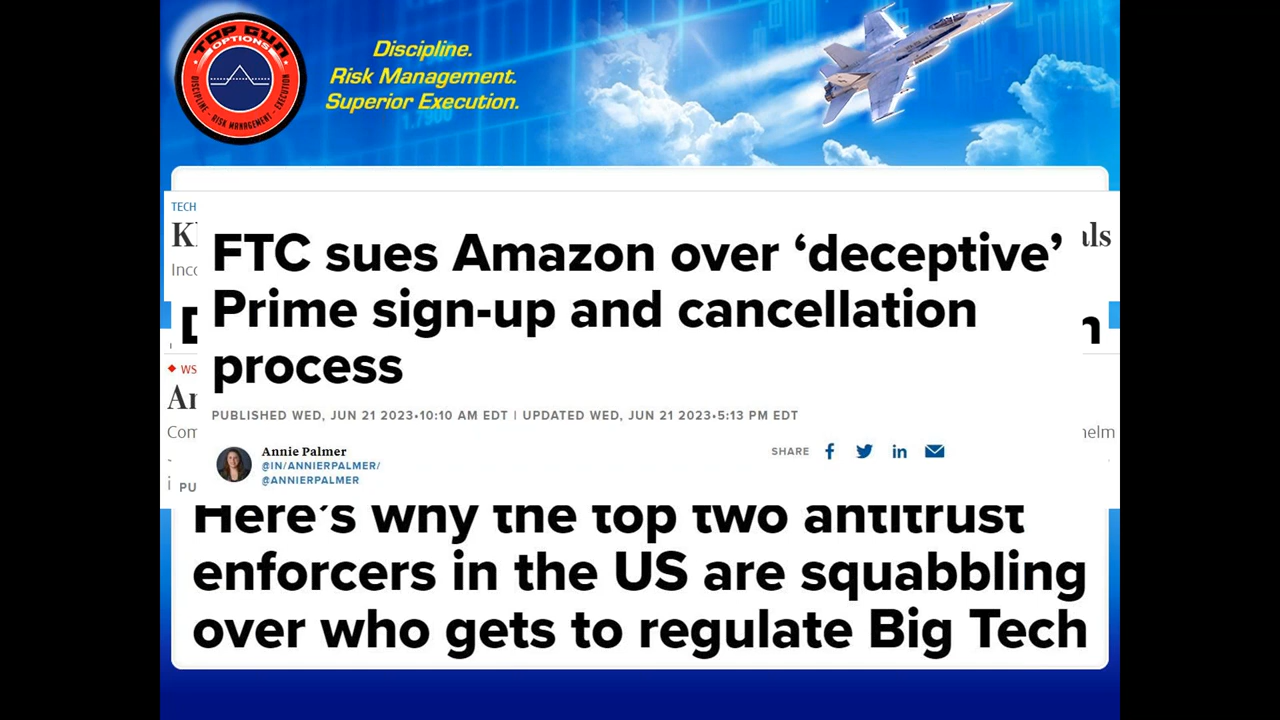 TOP GUN
OPTIONS
DISCIPLINE - RISK MANAGEMENT - EXECUTION
Discipline.
Risk Management.
Superior Execution.
1.7900
TECH
FTC sues Amazon over ‘deceptive’
Prime sign-up and cancellation
process
PUBLISHED WED, JUN 21 2023•10:10 AM EDT | UPDATED WED, JUN 21 2023•5:13 PM EDT
Annie Palmer
@IN/ANNIERPALMER/
@ANNIERPALMER
SHARE
Here’s why the top two antitrust
enforcers in the US are squabbling
over who gets to regulate Big Tech